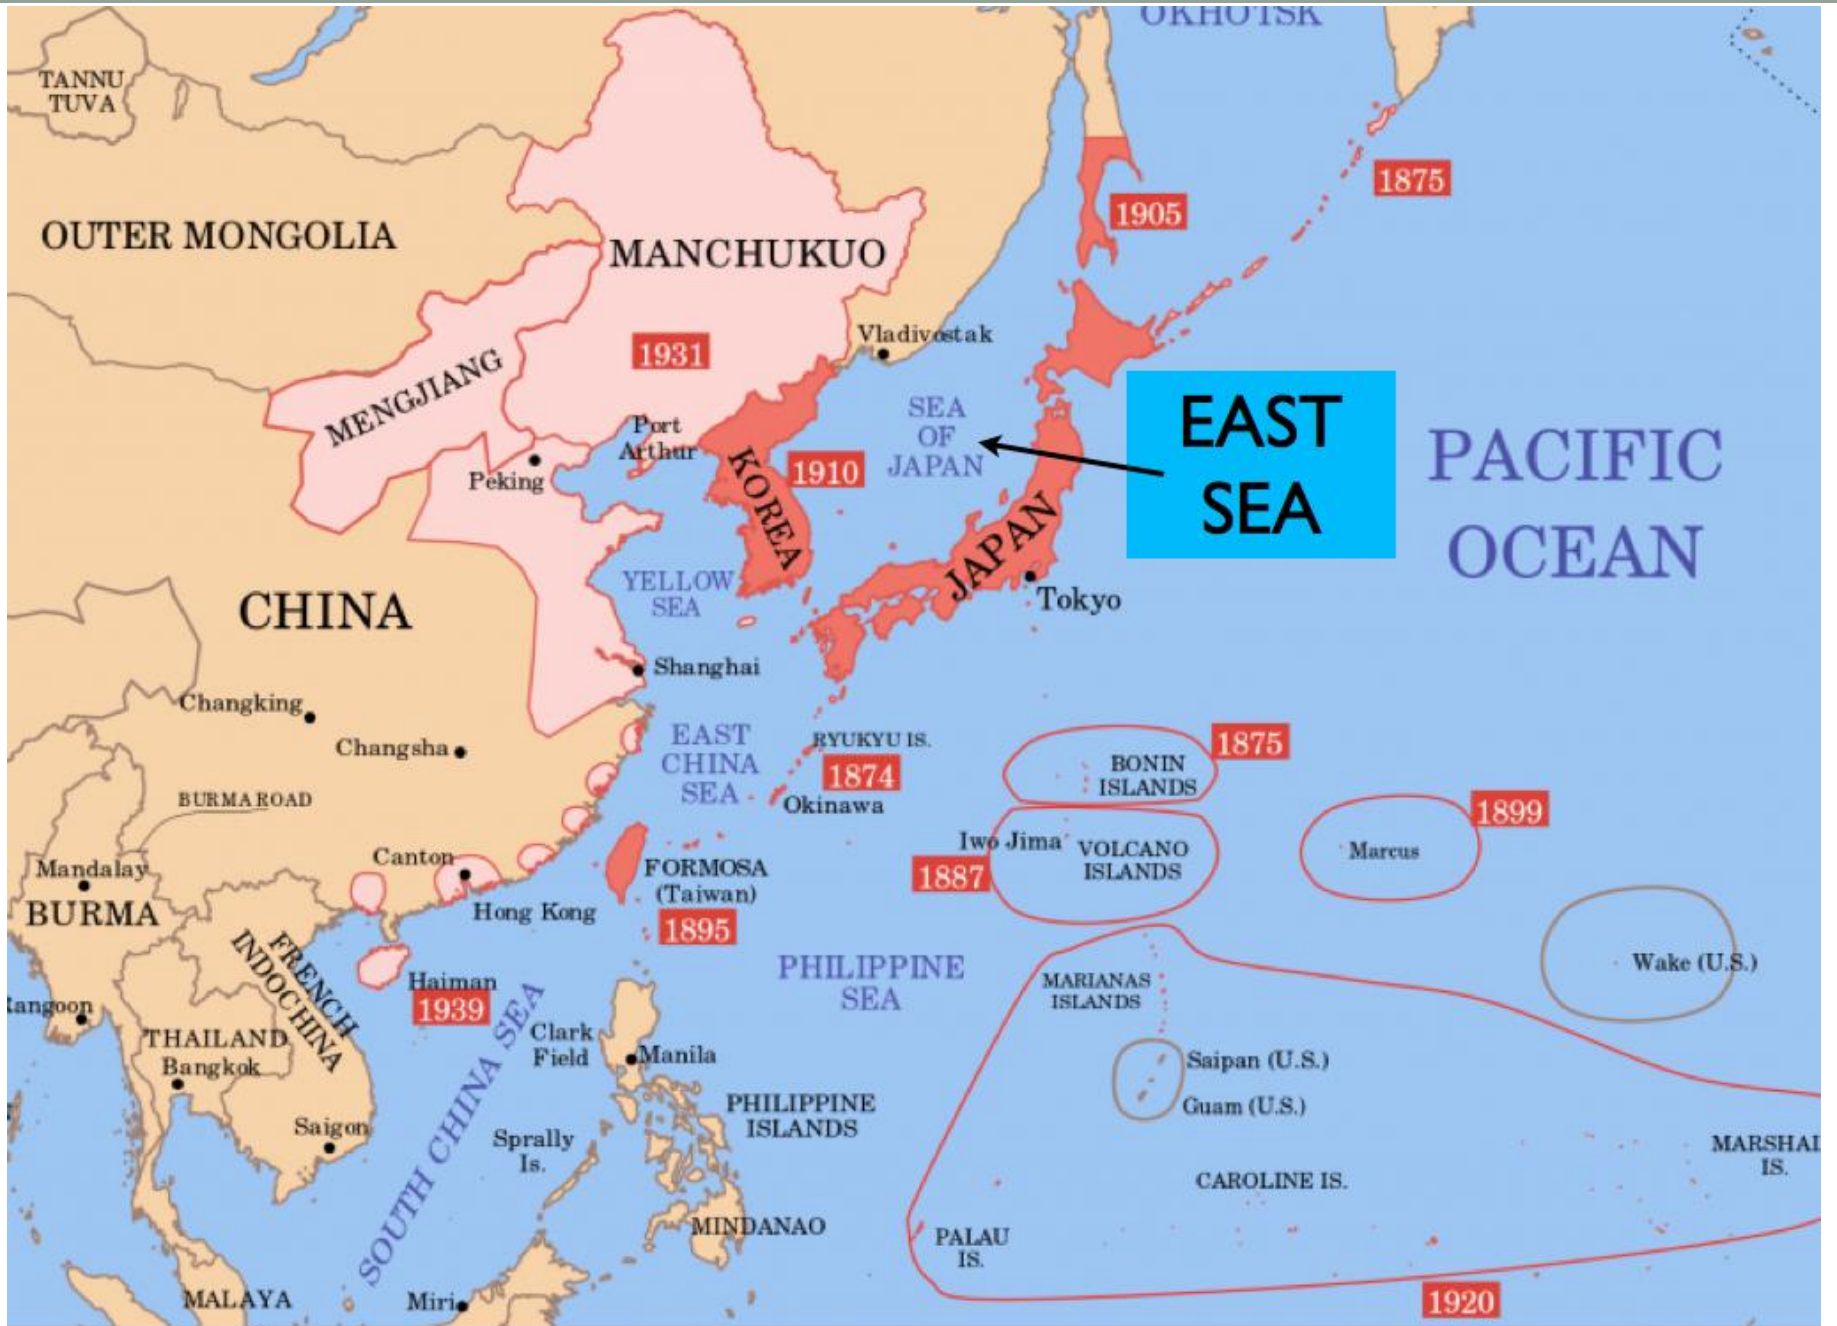 OKHOTSK
TANNU
TUVA
1875
1905
OUTER MONGOLIA
MANCHUKUO
Vladivostak
1931
MENGJIANG
SEA
OF
JAPAN
EAST
SEA
Port
Arthur
Peking
KOREA
1910
PACIFIC
OCEAN
JAPAN
YELLOW
SEA
Tokyo
CHINA
Shanghai
Changking
Changsha
EAST
CHINA
SEA
RYUKYU IS.
1874
Okinawa
BONIN
ISLANDS
1875
BURMA ROAD
Iwo Jima
VOLCANO
ISLANDS
1887
Marcus
1899
Mandalay
BURMA
Canton
Hong Kong
FORMOSA
(Taiwan)
1895
FRENCH
INDOCHINA
Haiman
1939
PHILIPPINE
SEA
MARIANAS
ISLANDS
Wake (U.S.)
Rangoon
THAILAND
Bangkok
SOUTH CHINA SEA
Clark
Field
Manila
Saipan (U.S.)
Guam (U.S.)
Saigon
Sprally
Is.
PHILIPPINE
ISLANDS
MARSHAL
IS.
CAROLINE IS.
MINDANAO
PALAU
IS.
MALAYA
Miri
1920